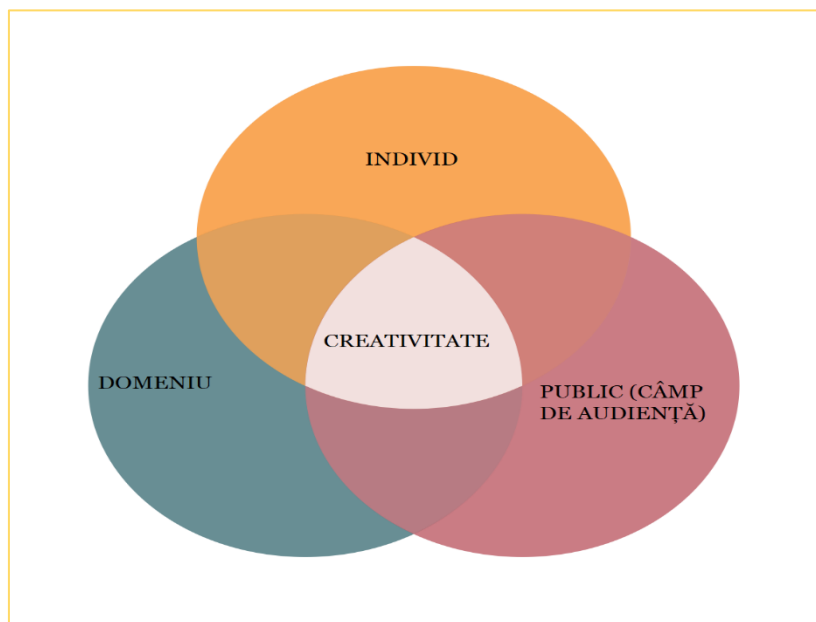 INDIVID
CREATIVITATE
DOMENIU
PUBLIC (CÂMP
DE AUDIENȚĂ)